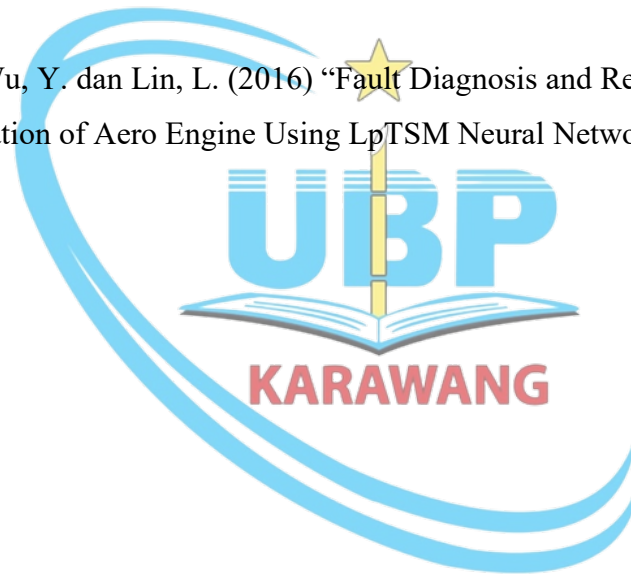 u, Y. dan Lin, L. (2016) “Fault Diagnosis and Re
tion of Aero Engine Using LpTSM Neural Netwo
UBP
KARAWANG